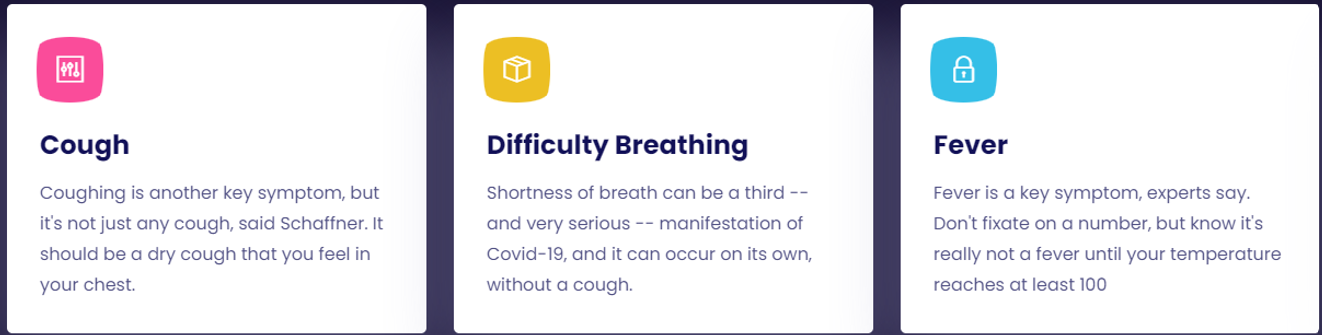 Cough
Coughing is another key symptom, but
it's not just any cough, said Schaffner. It
should be a dry cough that you feel in
your chest.
Difficulty Breathing
Shortness of breath can be a third --
and very serious -- manifestation of
Covid-19, and it can occur on its own,
without a cough.
Fever
Fever is a key symptom, experts say.
Don't fixate on a number, but know it's
really not a fever until your temperature
reaches at least 100